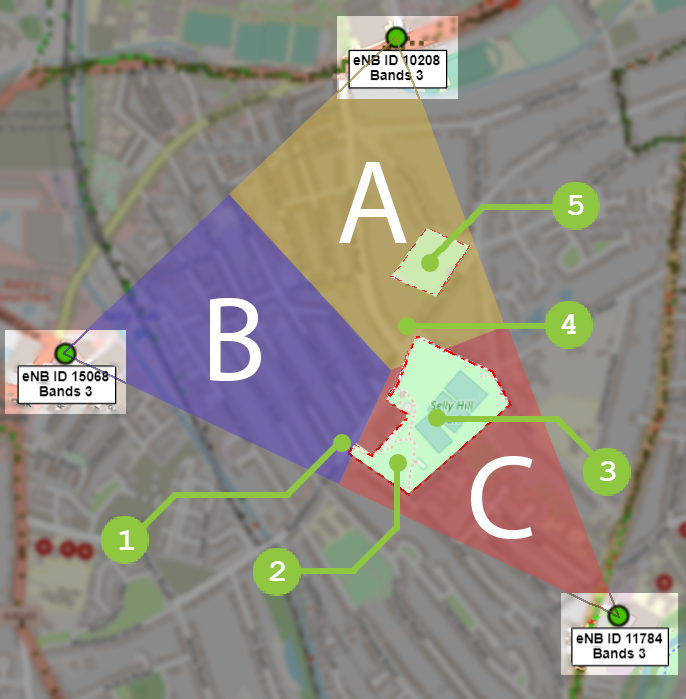 eNB ID 10208
Bands 3
A
5
4
B
eNB ID 15068
Bands 3
Selly Hill
3
C
1
2
eNB ID 11784
Bands 3